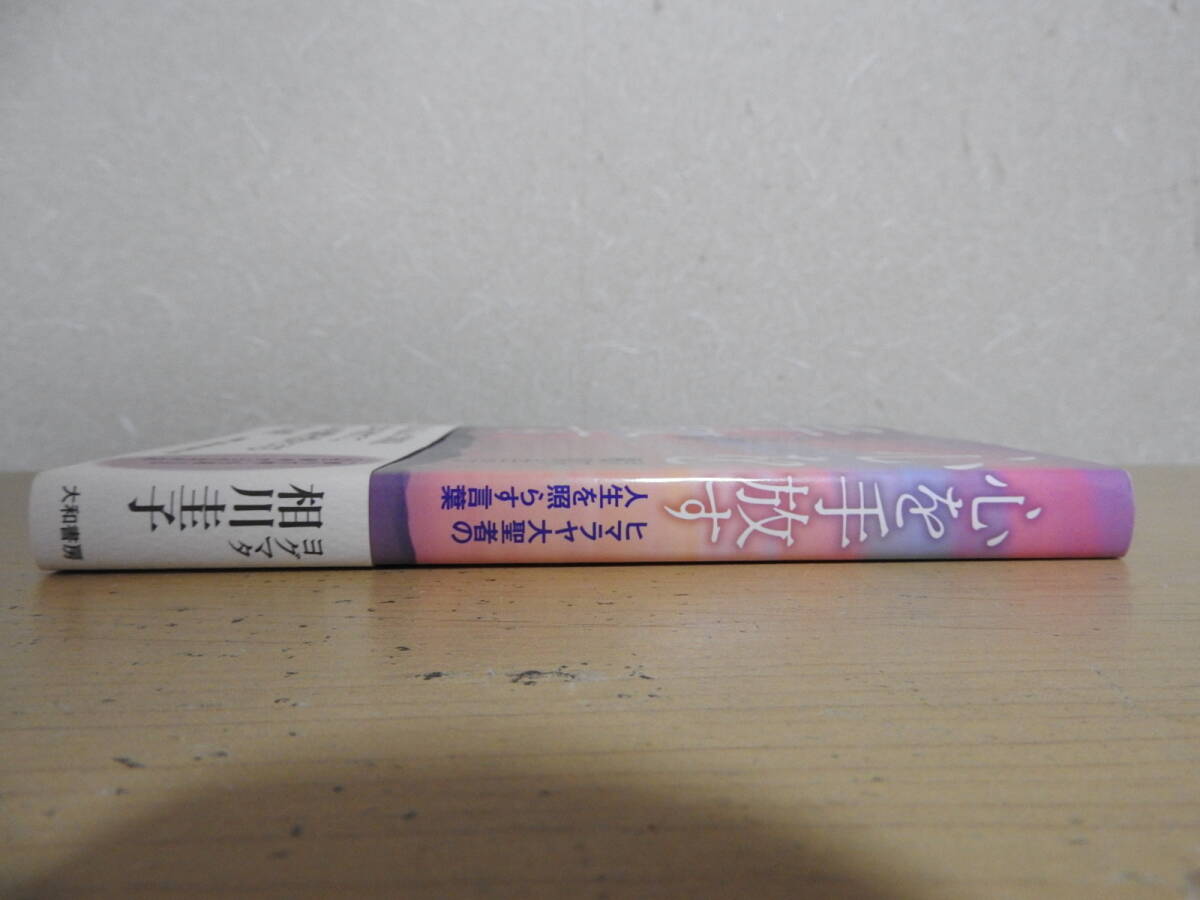 心を手放す
ヒマラヤ大聖者の
人生を照らす言葉
ヨグマタ
相川圭子
大和書房